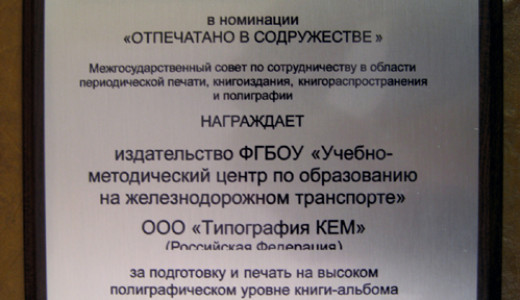 в номинации
«ОТПЕЧАТАНО В СОДРУЖЕСТВЕ»
Межгосударственный совет по сотрудничеству в области
периодической печати, книгоиздания, книгораспространения
и полиграфии
НАГРАЖДАЕТ
издательство ФГБОУ «Учебно-
методический центр по образованию
на железнодорожном транспорте»
ООО «Типография КЕМ»
(Российская Федерация)
за подготовку и печать на высоком
полиграфическом уровне книги-альбома